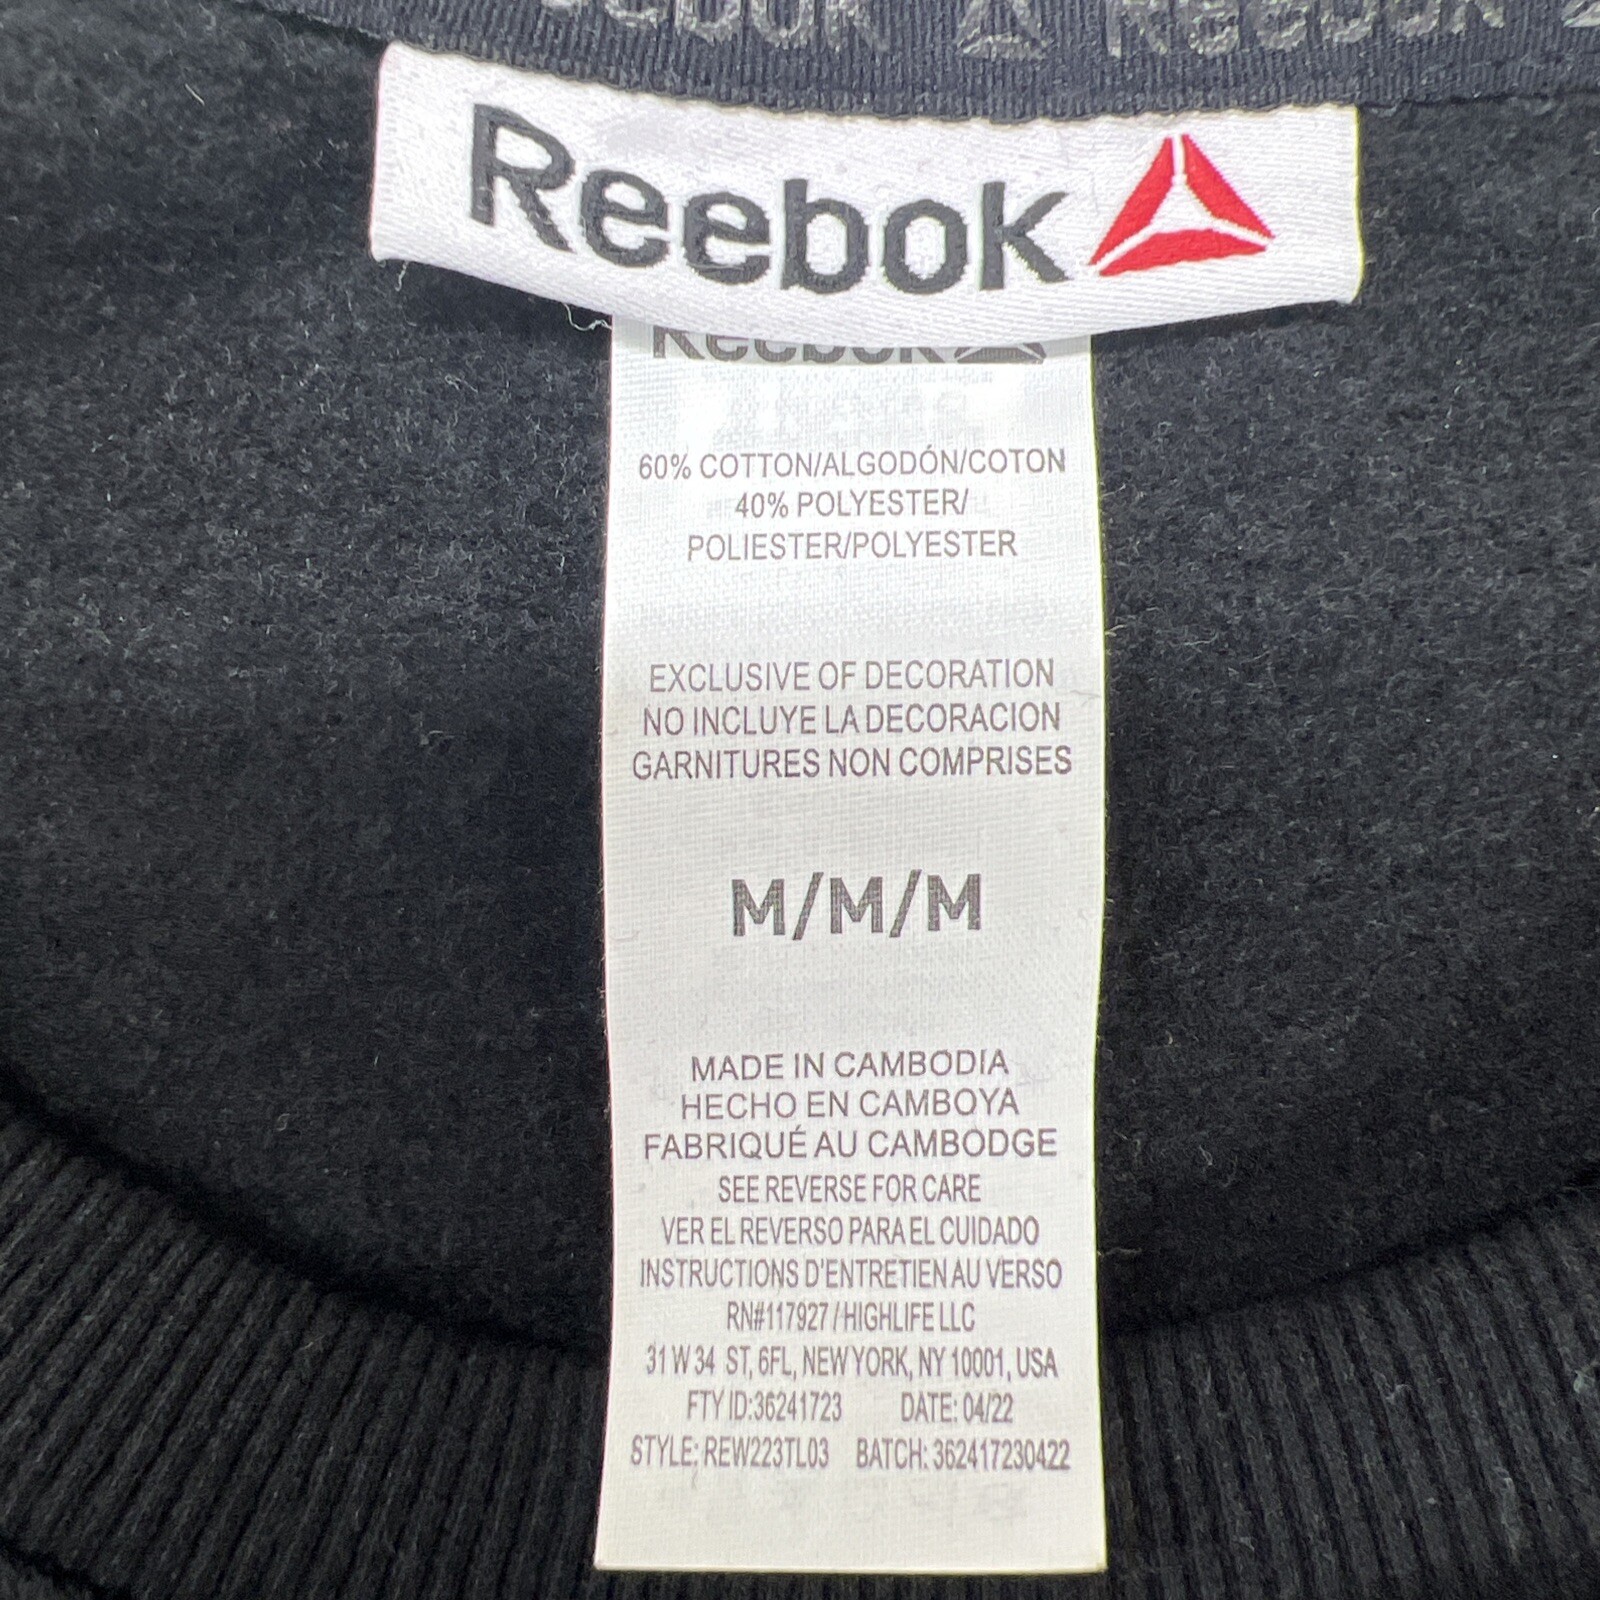 Reebok
Reebok
Reebok
60% COTTON/ALGODÓN/COTON
40% POLYESTER/
POLIESTER/POLYESTER
EXCLUSIVE OF DECORATION
NO INCLUYE LA DECORACION
GARNITURES NON COMPRISES
M/M/M
MADE IN CAMBODIA
HECHO EN CAMBOYA
FABRIQUÉ AU CAMBODGE
SEE REVERSE FOR CARE
VER EL REVERSO PARA EL CUIDADO
INSTRUCTIONS D'ENTRETIEN AU VERSO
RN#117927 / HIGHLIFE LLC
31 W 34 ST, 6FL, NEW YORK, NY 10001, USA
FTY ID:36241723 DATE: 04/22
STYLE: REW223TL03 BATCH: 362417230422